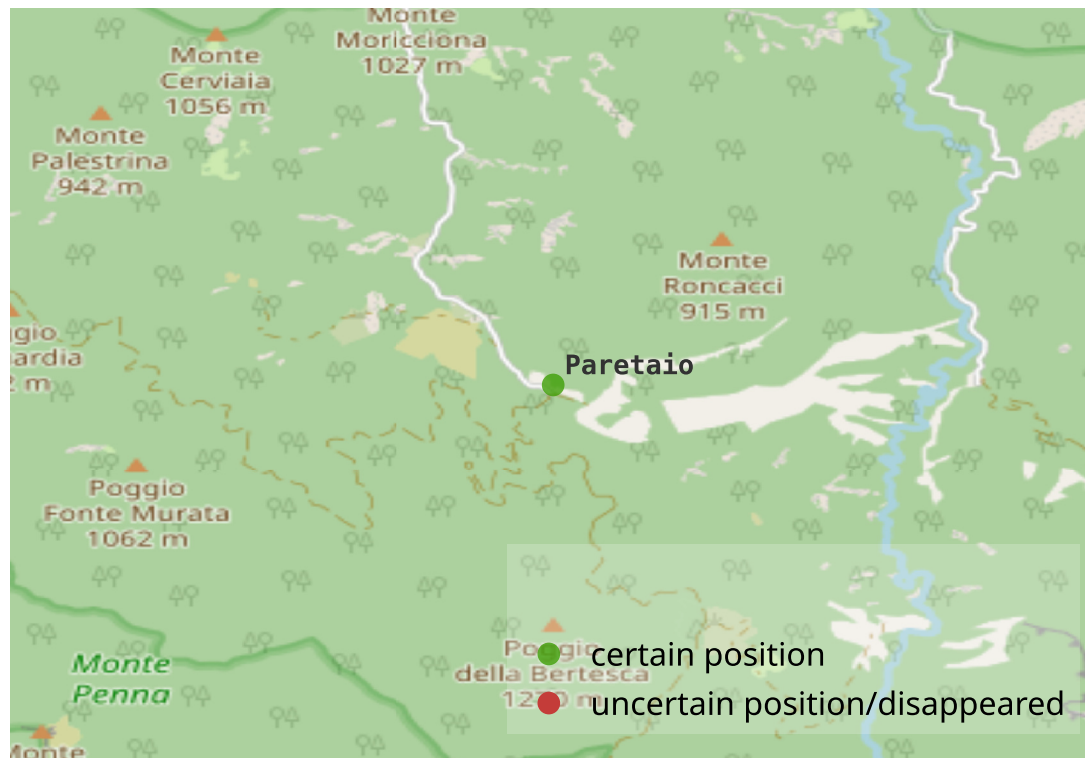 Monte
Moricciona
1027 m
Monte
Cerviaia
1056 m
Monte
Palestrina
942 m
Monte
Roncacci
915 m
Paretaio
m
Poggio
Fonte Murata
1062 m
Monte
Penna
Poggio
della Bertesca
certain position
uncertain position/disappeared
Monte